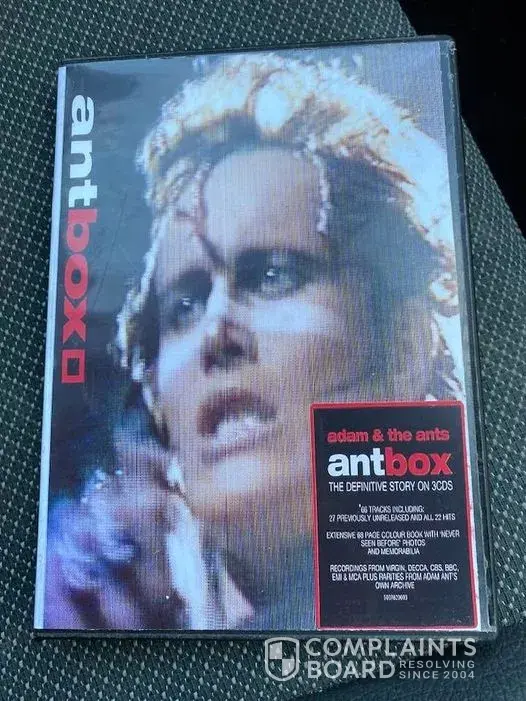 antbox
adam & the ants
antbox
THE DEFINITIVE STORY ON 3CDS
*66 TRACKS INCLUDING:
27 PREVIOUSLY UNRELEASED AND ALL 22 HITS
EXTENSIVE 68 PAGE COLOUR BOOK WITH 'NEVER
SEEN BEFORE' PHOTOS
AND MEMORABILIA
RECORDINGS FROM VIRGIN, DECCA, CBS, BBC,
EMI & MCA PLUS RARITIES FROM ADAM ANT'S
OWN ARCHIVE
COMPLAINTS
BOARD RESOLVING
SINCE 2004